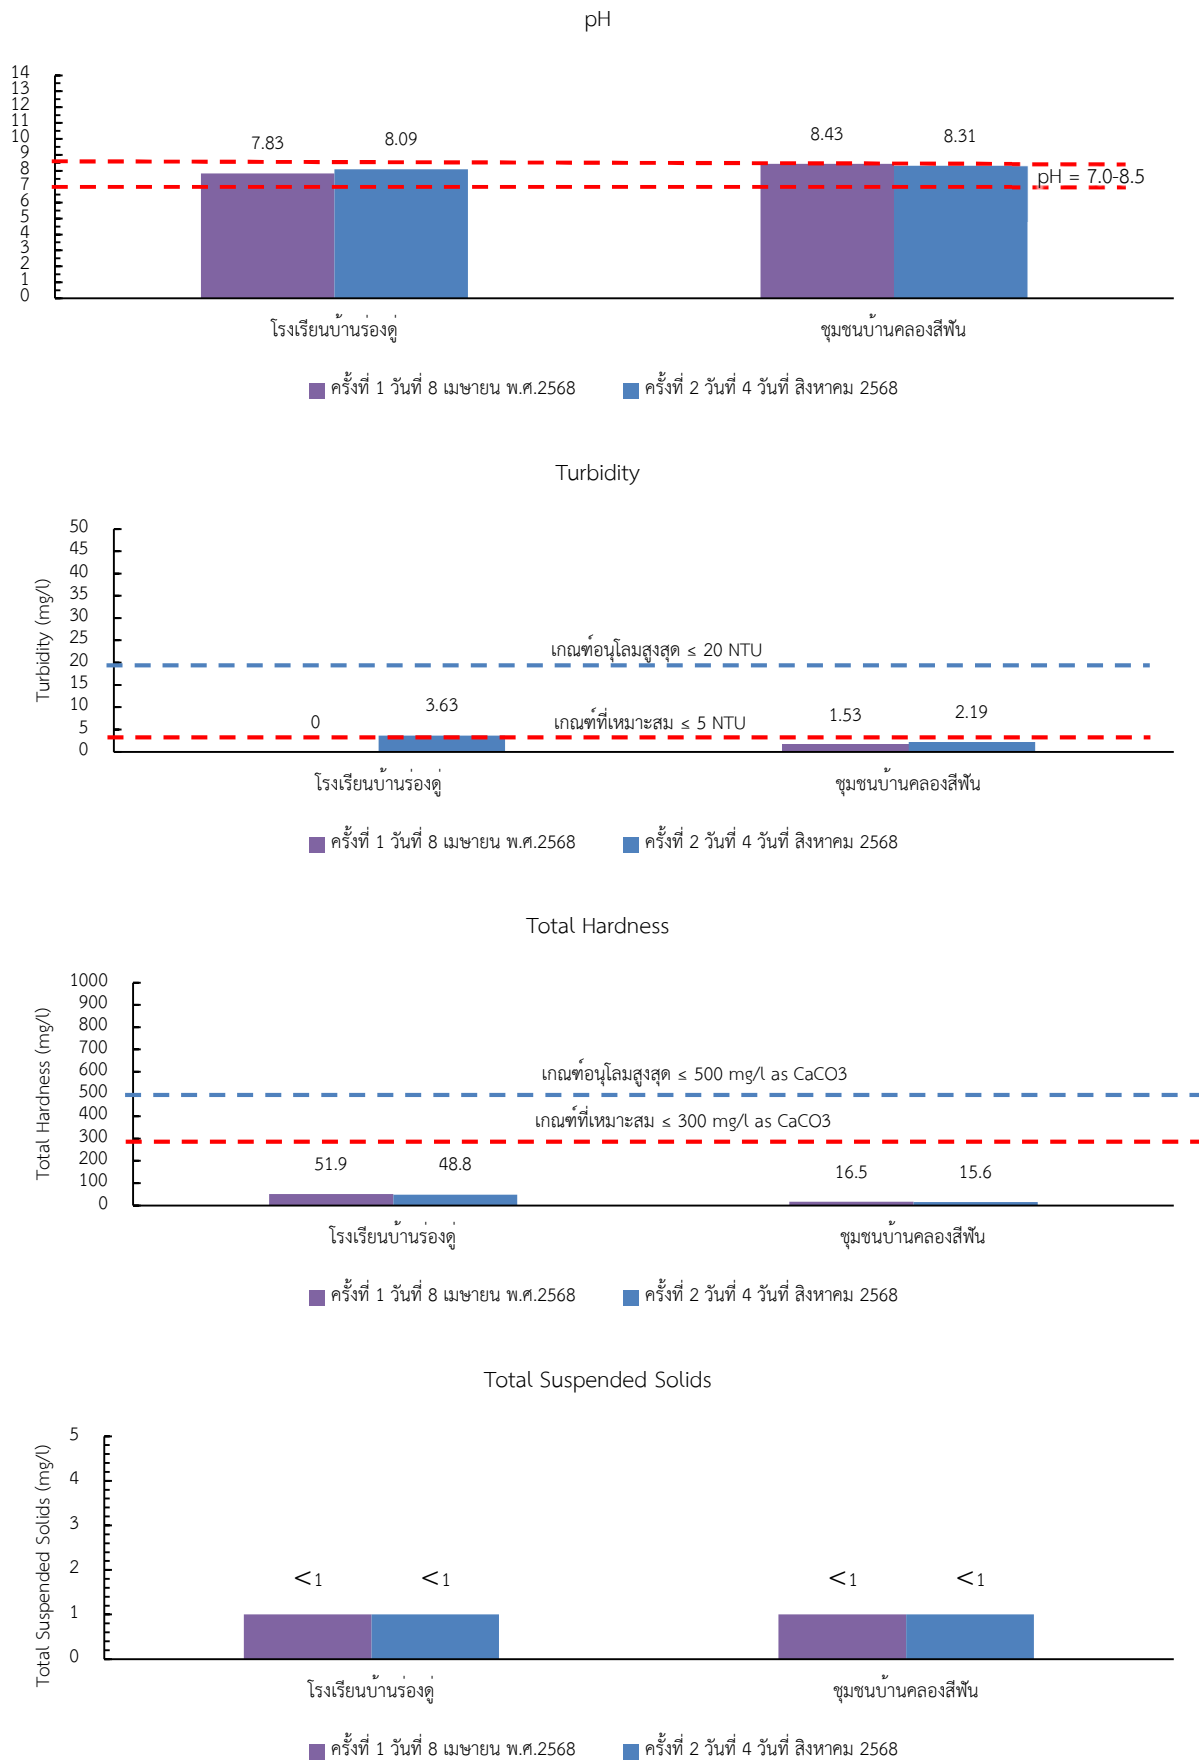 pH
14
13
12
11
10
9
8
7
6
5
4
3
2
1
0
7.83 8.09 8.43 8.31
pH = 7.0-8.5
โรงเรียนบ้านร่องดู่ ชุมชนบ้านคลองสีฟัน
ครั้งที่ 1 วันที่ 8 เมษายน พ.ศ.2568 ครั้งที่ 2 วันที่ 4 วันที่ สิงหาคม 2568
Turbidity
Turbidity (mg/l)
50
45
40
35
30
25
20
15
10
5
0
เกณฑ์อนุโลมสูงสุด ≤ 20 NTU
0 3.63 เกณฑ์ที่เหมาะสม ≤ 5 NTU 1.53 2.19
โรงเรียนบ้านร่องดู่ ชุมชนบ้านคลองสีฟัน
ครั้งที่ 1 วันที่ 8 เมษายน พ.ศ.2568 ครั้งที่ 2 วันที่ 4 วันที่ สิงหาคม 2568
Total Hardness
Total Hardness (mg/l)
1000
900
800
700
600
500
400
300
200
100
0
เกณฑ์อนุโลมสูงสุด ≤ 500 mg/l as CaCO3
เกณฑ์ที่เหมาะสม ≤ 300 mg/l as CaCO3
51.9 48.8 16.5 15.6
โรงเรียนบ้านร่องดู่ ชุมชนบ้านคลองสีฟัน
ครั้งที่ 1 วันที่ 8 เมษายน พ.ศ.2568 ครั้งที่ 2 วันที่ 4 วันที่ สิงหาคม 2568
Total Suspended Solids
Total Suspended Solids (mg/l)
5
4
3
2
1
0
<1 <1 <1 <1
โรงเรียนบ้านร่องดู่ ชุมชนบ้านคลองสีฟัน
ครั้งที่ 1 วันที่ 8 เมษายน พ.ศ.2568 ครั้งที่ 2 วันที่ 4 วันที่ สิงหาคม 2568